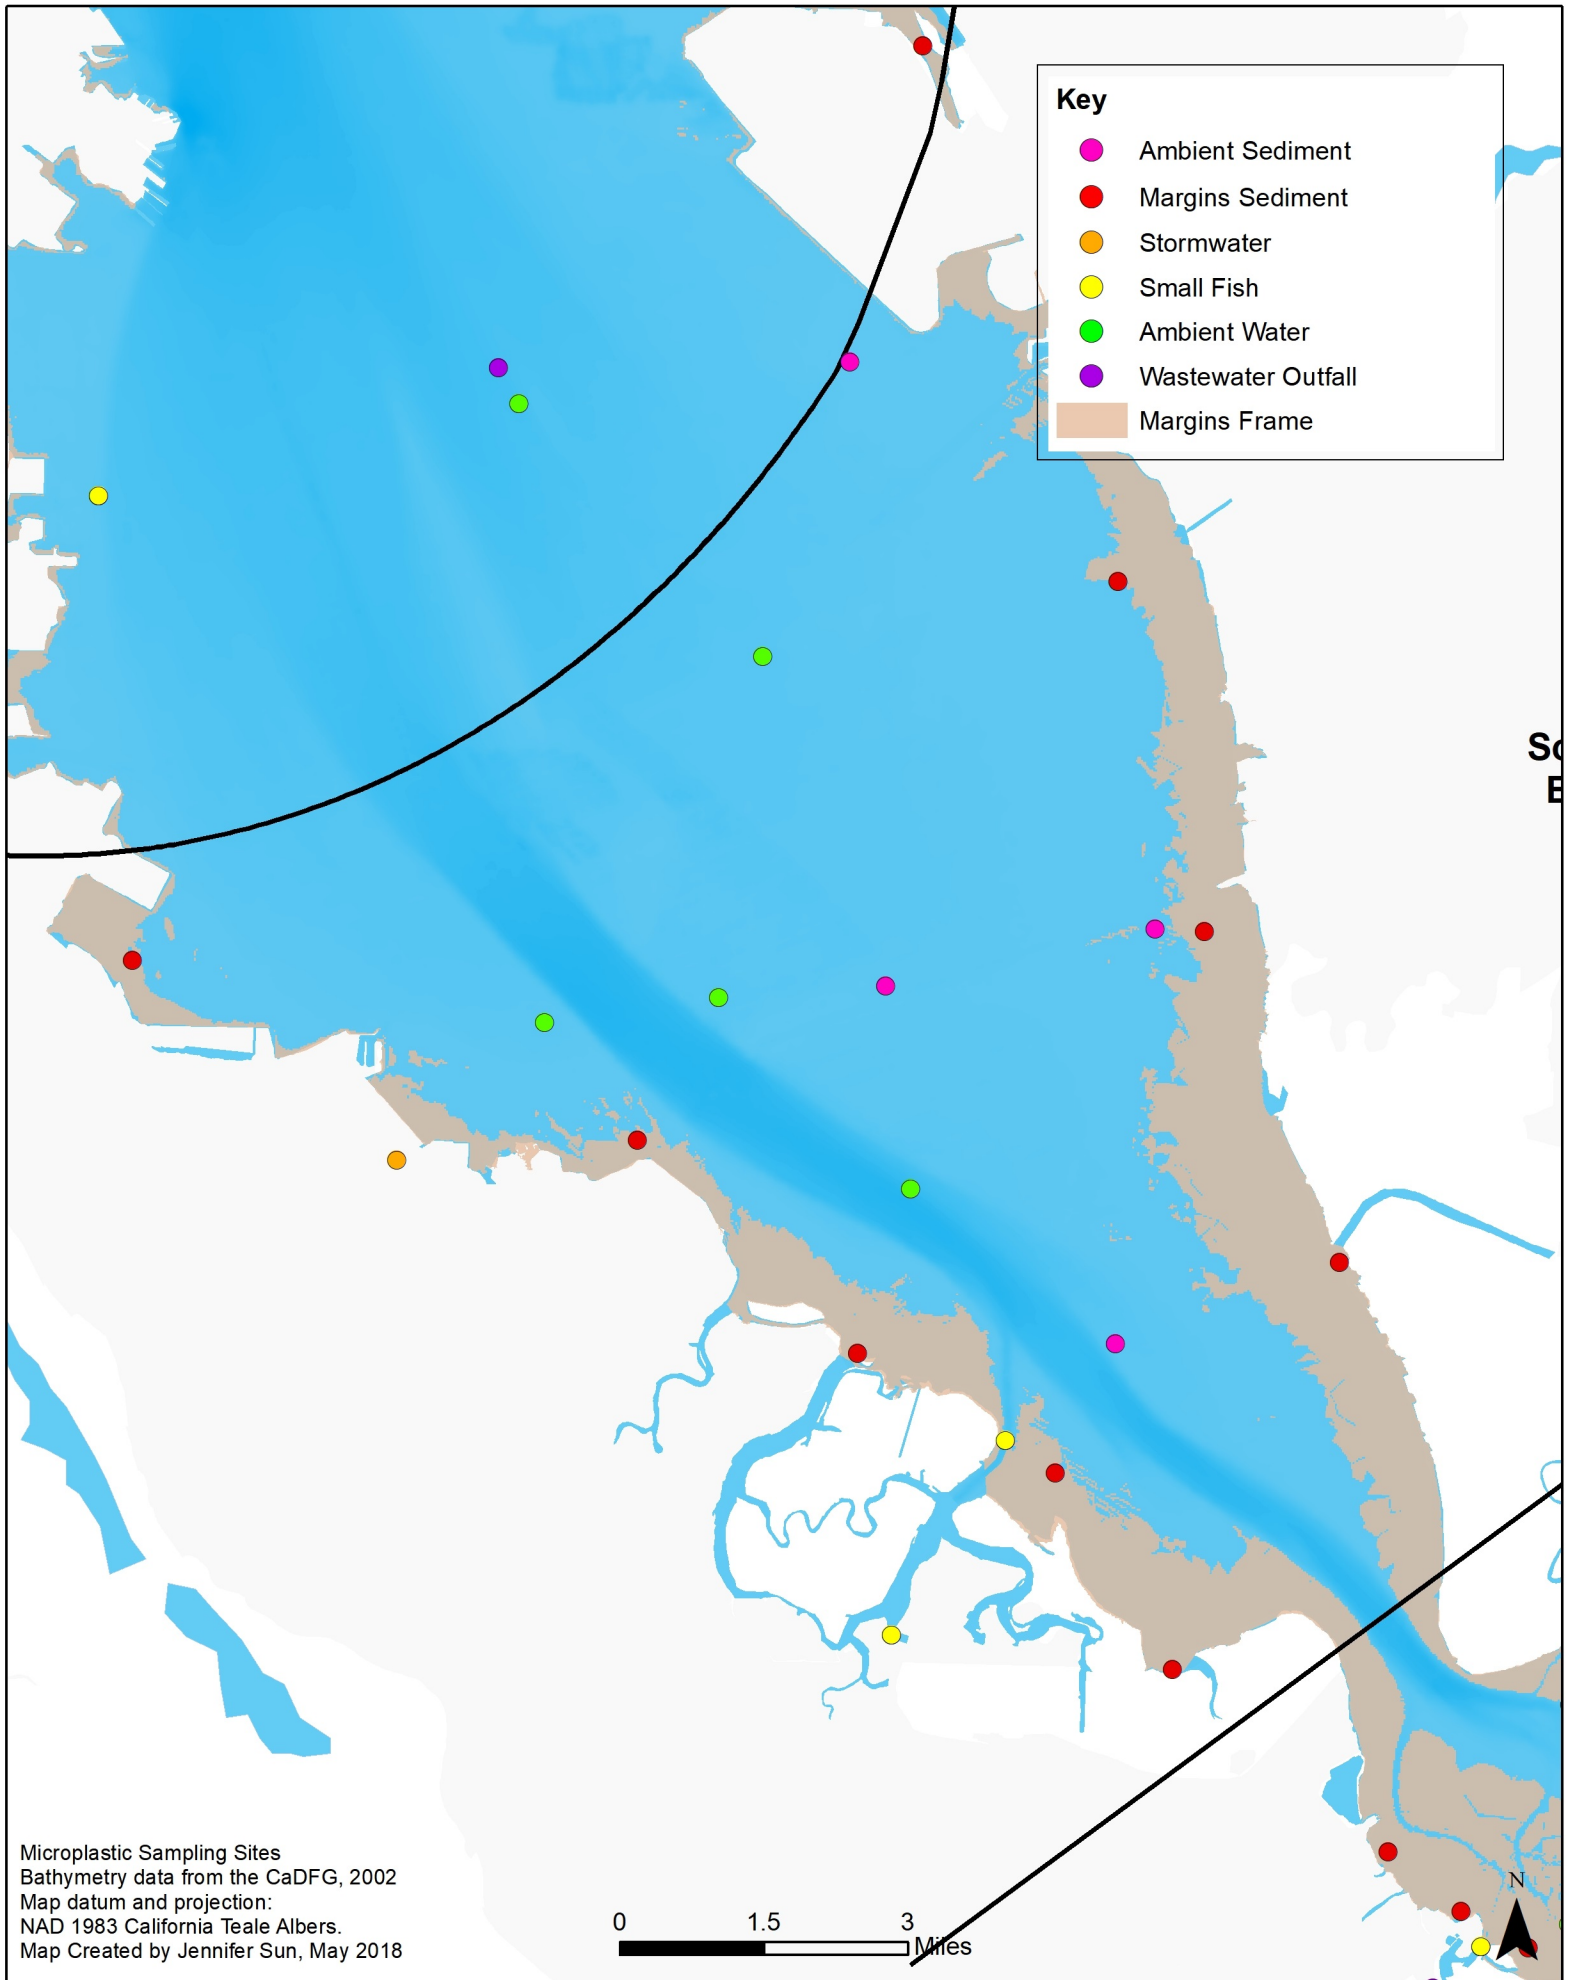 Key
Ambient Sediment
Margins Sediment
Stormwater
Small Fish
Ambient Water
Wastewater Outfall
Margins Frame
Microplastic Sampling Sites
Bathymetry data from the CaDFG, 2002
Map datum and projection:
NAD 1983 California Teale Albers.
Map Created by Jennifer Sun, May 2018
0 1.5 3
Miles
N